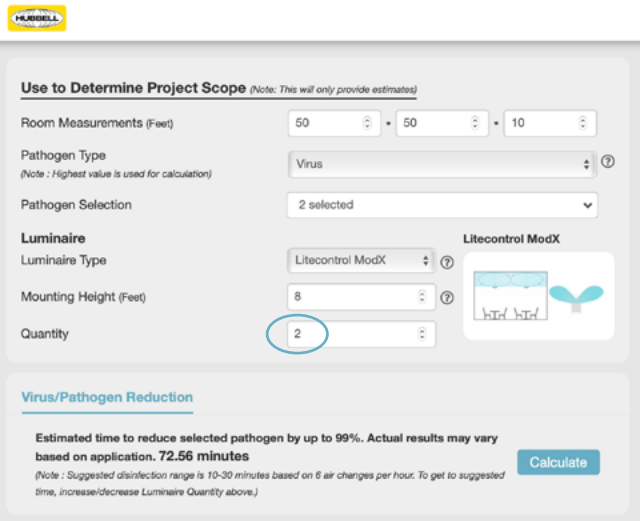 HUBBELL
Use to Determine Project Scope (Note: This will only provide estimates)
Room Measurements (Feet) 50 * 50 * 10
Pathogen Type
(Note : Highest value is used for calculation)
Virus ?
Pathogen Selection 2 selected
Luminaire
Litecontrol ModX
Luminaire Type Litecontrol ModX ?
Mounting Height (Feet) 8 ?
Quantity 2
Virus/Pathogen Reduction
Estimated time to reduce selected pathogen by up to 99%. Actual results may vary
based on application. 72.56 minutes
(Note : Suggested disinfection range is 10-30 minutes based on 6 air changes per hour. To get to suggested
time, increase/decrease Luminaire Quantity above.)
Calculate